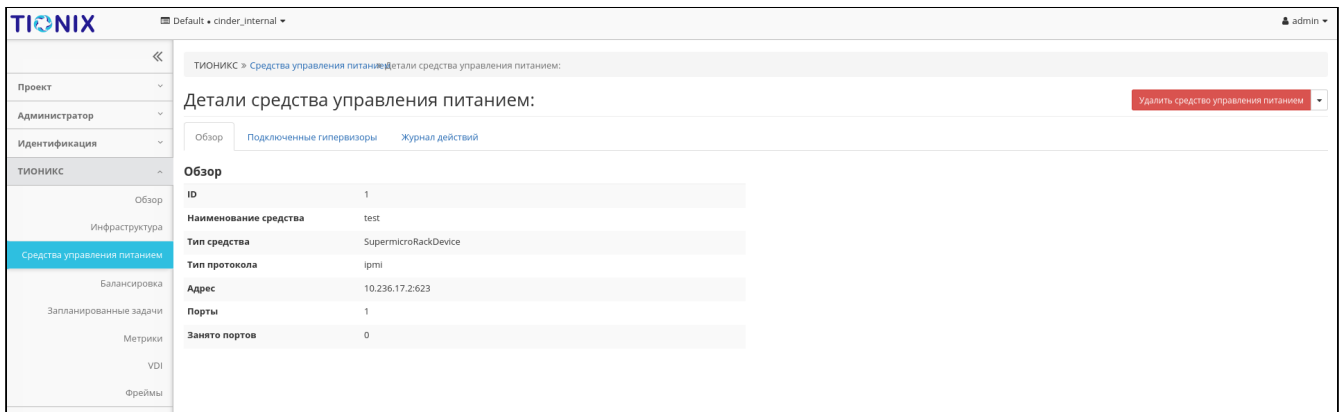 TIONIX
Default • cinder_internal
admin
ТИОНИКС » Средства управления питанием » Детали средства управления питанием:
Проект
Администратор
Идентификация
ТИОНИКС
Обзор
Инфраструктура
Средства управления питанием
Балансировка
Запланированные задачи
Метрики
VDI
Фреймы
Детали средства управления питанием:
Удалить средство управления питанием
Обзор Подключенные гипервизоры Журнал действий
Обзор
ID 1
Наименование средства test
Тип средства SupermicroRackDevice
Тип протокола ipmi
Адрес 10.236.17.2:623
Порты 1
Занято портов 0